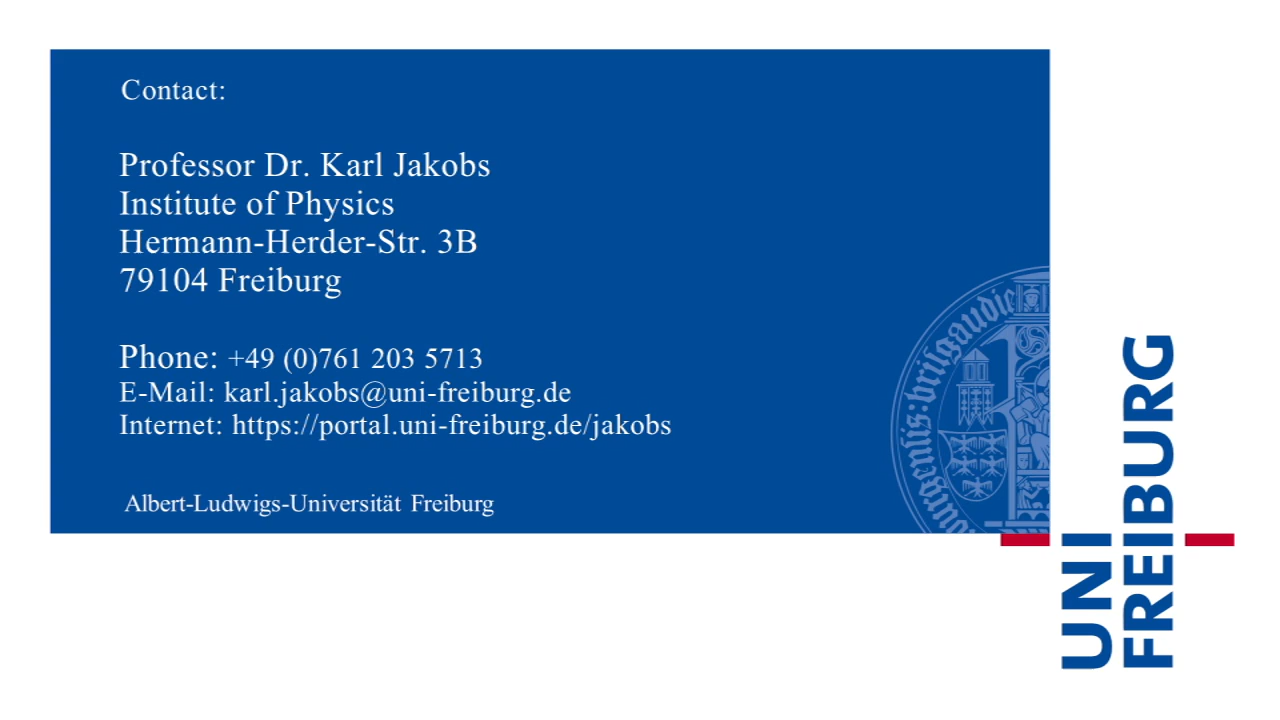 Contact:
Professor Dr. Karl Jakobs
Institute of Physics
Hermann-Herder-Str. 3B
79104 Freiburg
Phone: +49 (0)761 203 5713
E-Mail: karl.jakobs@uni-freiburg.de
Internet: https://portal.uni-freiburg.de/jakobs
Albert-Ludwigs-Universität Freiburg
UNI
FREIBURG